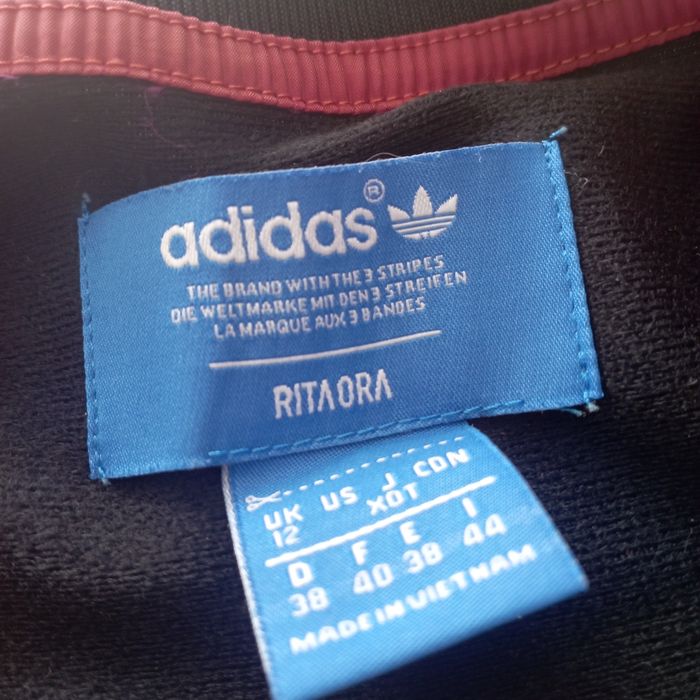 adidas®
THE BRAND WITH THE 3 STRIPES
DIE WELTMARKE MIT DEN 3 STREIFEN
LA MARQUE AUX 3 BANDES
RITA ORA
UK US J CDN
12 XOT
D F E I
38 40 38 44
MADE IN VIETNAM